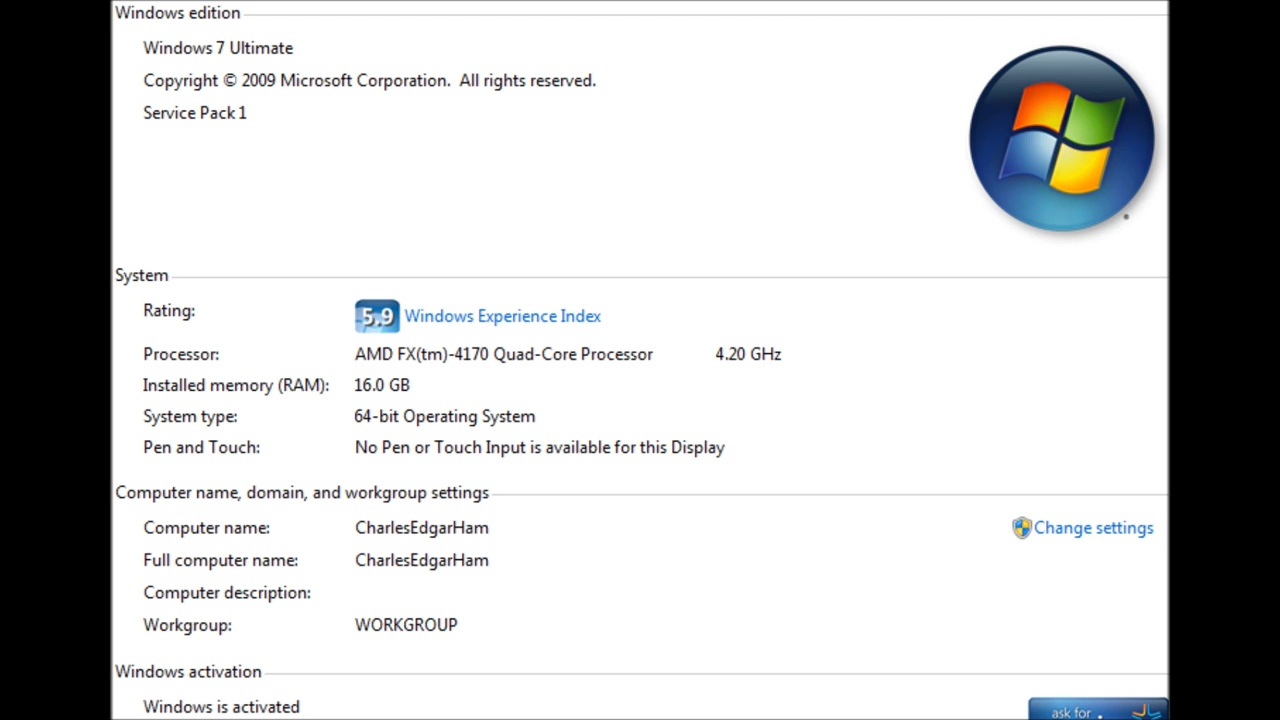 Windows edition
Windows 7 Ultimate
Copyright © 2009 Microsoft Corporation. All rights reserved.
Service Pack 1
System
Rating: 5.9 Windows Experience Index
Processor: AMD FX(tm)-4170 Quad-Core Processor 4.20 GHz
Installed memory (RAM): 16.0 GB
System type: 64-bit Operating System
Pen and Touch: No Pen or Touch Input is available for this Display
Computer name, domain, and workgroup settings
Computer name: CharlesEdgarHam Change settings
Full computer name: CharlesEdgarHam
Computer description:
Workgroup: WORKGROUP
Windows activation
Windows is activated
ask for